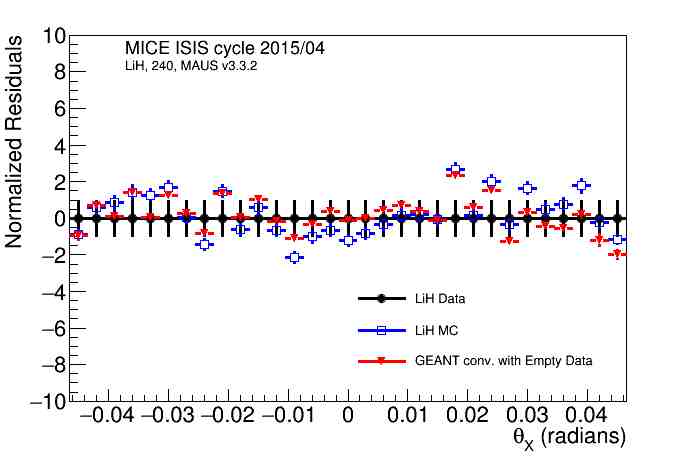 MICE ISIS cycle 2015/04
LiH, 240, MAUS v3.3.2
Normalized Residuals
10
8
6
4
2
0
−2
−4
−6
−8
−10
LiH Data
LiH MC
GEANT conv. with Empty Data
−0.04 −0.03 −0.02 −0.01 0 0.01 0.02 0.03 0.04
θX (radians)